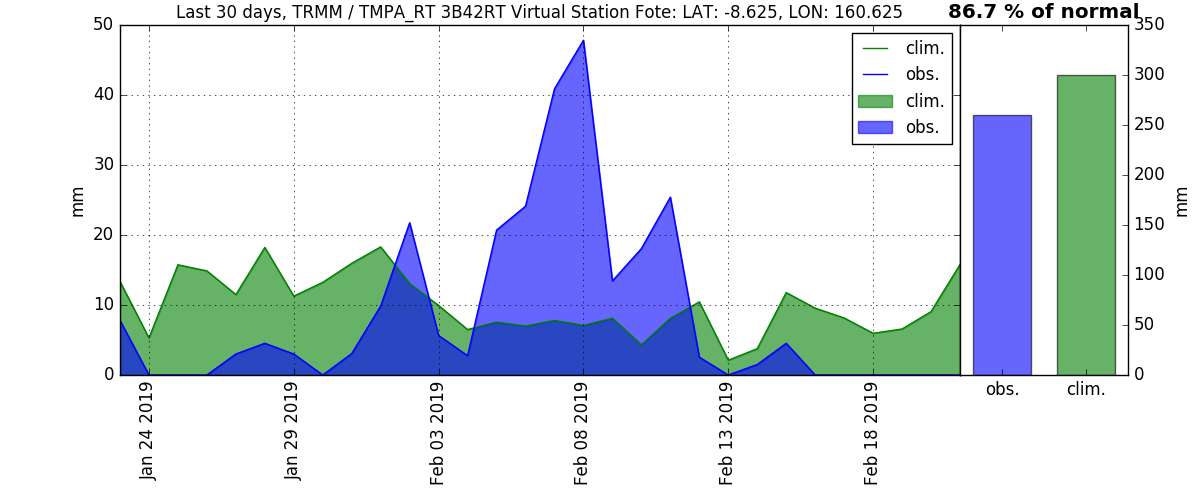 Last 30 days, TRMM / TMPA_RT 3B42RT Virtual Station Fote: LAT: -8.625, LON: 160.625
86.7 % of normal
50
40
30
20
10
0
mm
clim.
obs.
clim.
obs.
350
300
250
200
150
100
50
0
mm
Jan 24 2019
Jan 29 2019
Feb 03 2019
Feb 08 2019
Feb 13 2019
Feb 18 2019
obs.
clim.